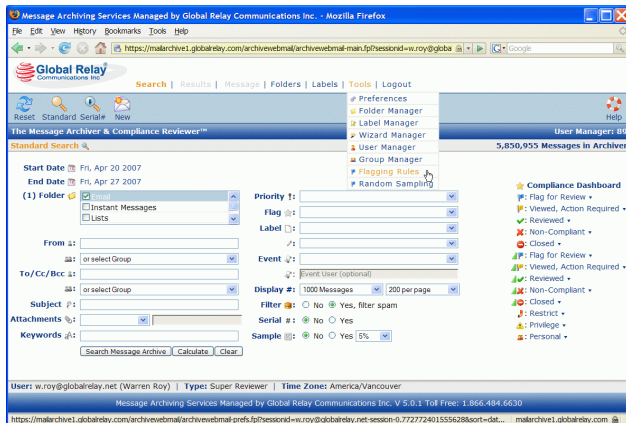 Message Archiving Services Managed by Global Relay Communications Inc. - Mozilla Firefox
File Edit View History Bookmarks Tools Help
https://mailarchive1.globalrelay.com/archivewebmal/archivewebmal-main.fpl?sessionid=w.roy@globa
Google
Global Relay
Communications Inc
Search | Results | Message | Folders | Labels | Tools | Logout
Preferences
Folder Manager
Label Manager
Wizard Manager
User Manager
Group Manager
Flagging Rules
Random Sampling
Reset Standard Serial# New Help
The Message Archiver & Compliance Reviewer™ User Manager: 89
Standard Search 5,850,955 Messages in Archiver
Start Date Fri, Apr 20 2007
End Date Fri, Apr 27 2007
(1) Folder Email
Instant Messages
Lists
From :
or select Group
To/Cc/Bcc :
or select Group
Subject :
Attachments :
Keywords :
Search Message Archive Calculate Clear
Priority :
Flag :
Label :
Event :
Event User (optional)
Display #: 1000 Messages 200 per page
Filter : No Yes, filter spam
Serial #: No Yes
Sample : No Yes 5%
Compliance Dashboard
: Flag for Review
: Viewed, Action Required
: Reviewed
: Non-Compliant
: Closed
: Flag for Review
: Viewed, Action Required
: Reviewed
: Non-Compliant
: Closed
: Restrict
: Privilege
: Personal
User: w.roy@globalrelay.net (Warren Roy) | Type: Super Reviewer | Time Zone: America/Vancouver
Message Archiving Services Managed by Global Relay Communications Inc. V 5.0.1 Toll Free: 1.866.484.6630
https://mailarchive1.globalrelay.com/archivewebmal/archivewebmal-prefs.fpl?sessionid=w.roy@globalrelay.net-session-0.772772401555628&sort=dat... malarchive1.globalrelay.com